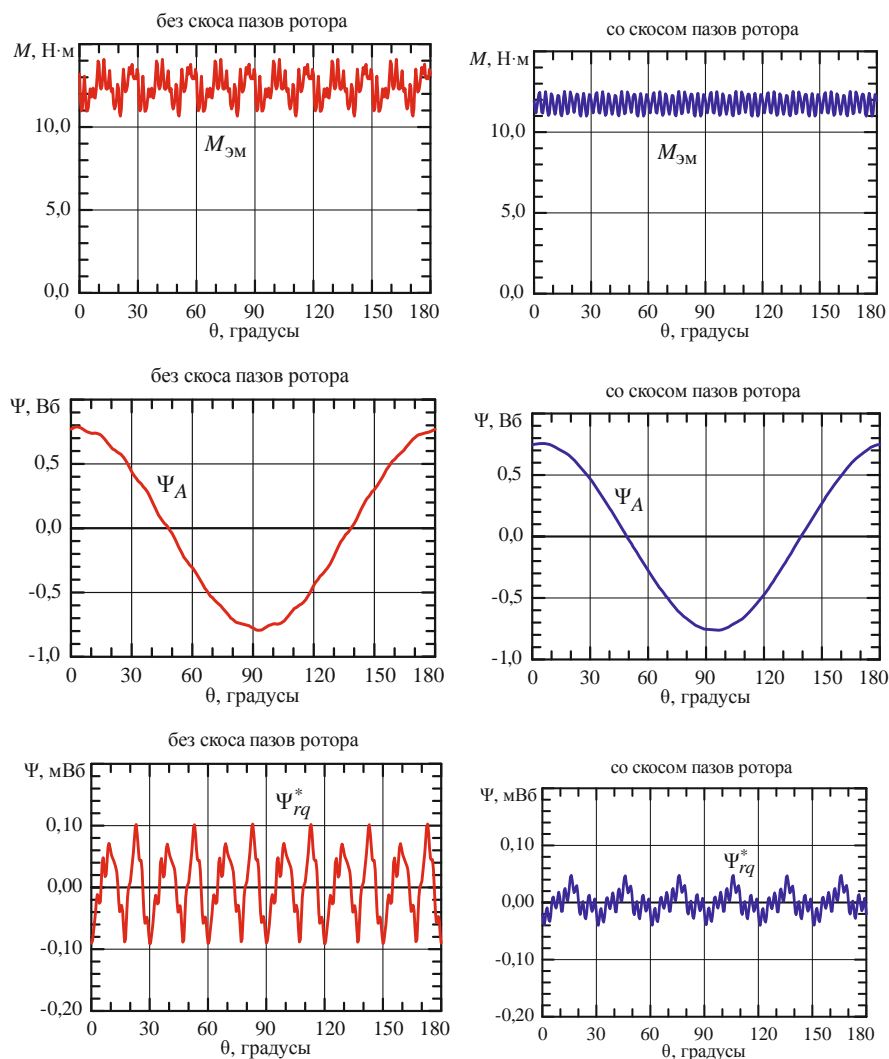 без скоса пазов ротора
M, Н·м
10,0
5,0
0,0
Mэм
0 30 60 90 120 150 180
θ, градусы
со скосом пазов ротора
M, Н·м
10,0
5,0
0,0
Mэм
0 30 60 90 120 150 180
θ, градусы
без скоса пазов ротора
Ψ, Вб
0,5
0,0
-0,5
-1,0
ΨA
0 30 60 90 120 150 180
θ, градусы
со скосом пазов ротора
Ψ, Вб
0,5
0,0
-0,5
-1,0
ΨA
0 30 60 90 120 150 180
θ, градусы
без скоса пазов ротора
Ψ, мВб
0,10
0,00
-0,10
-0,20
Ψ*rq
0 30 60 90 120 150 180
θ, градусы
со скосом пазов ротора
Ψ, мВб
0,10
0,00
-0,10
-0,20
Ψ*rq
0 30 60 90 120 150 180
θ, градусы